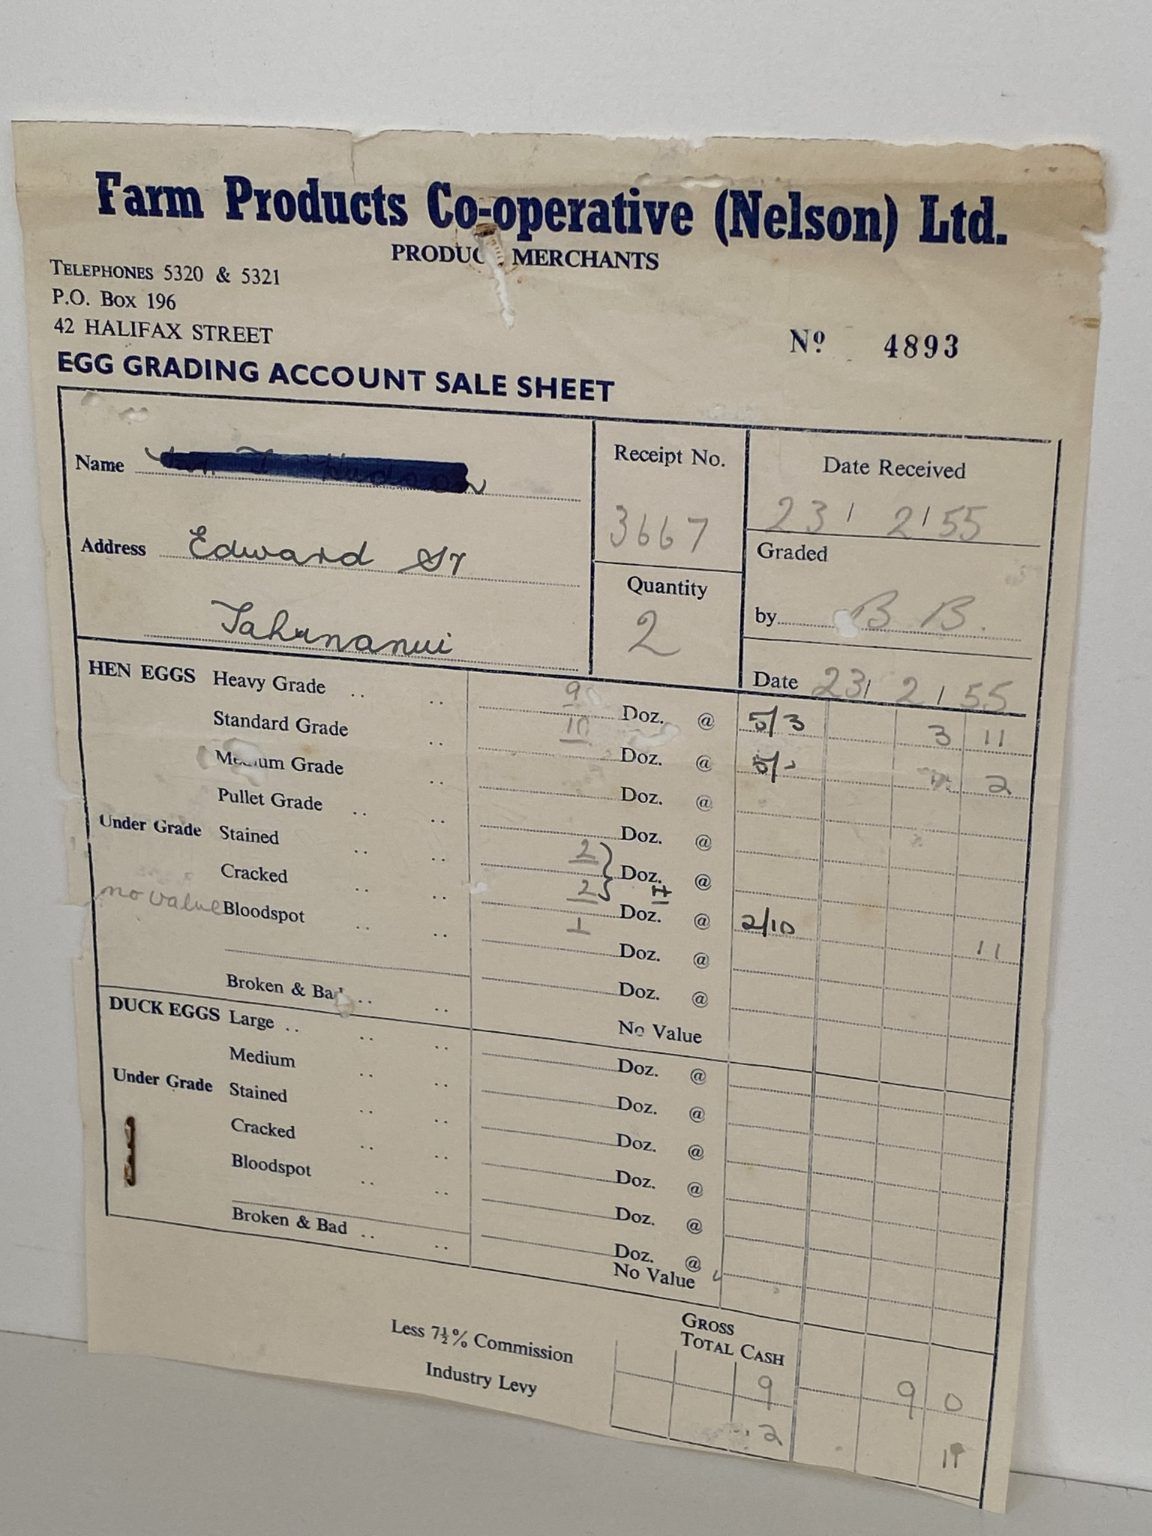 Farm Products Co-operative (Nelson) Ltd.
PRODUC MERCHANTS
TELEPHONES 5320 & 5321
P.O. Box 196
42 HALIFAX STREET
Nº 4893
EGG GRADING ACCOUNT SALE SHEET
Name
Address Edward St
Tahunanui
Receipt No.
3667
Quantity
2
Date Received
23/ 2/55
Graded
by B B.
Date 23/ 2/55
HEN EGGS Heavy Grade .. .. 9 Doz. @ 5/3 3 11
Standard Grade .. 10 Doz. @ 5/- 2
Medium Grade .. Doz. @
Pullet Grade .. .. Doz. @
Under Grade Stained .. .. 2 Doz. @
Cracked .. .. 2 Doz. @ 2/10 11
no value Bloodspot .. .. 1 Doz. @
Doz. @
Broken & Bad .. .. No Value
DUCK EGGS Large .. .. .. Doz. @
Medium .. .. Doz. @
Under Grade Stained .. .. Doz. @
Cracked .. .. Doz. @
Bloodspot .. .. Doz. @
Doz. @
Broken & Bad .. .. No Value
GROSS
TOTAL CASH 9 0
Less 7½% Commission 9
Industry Levy 2 11